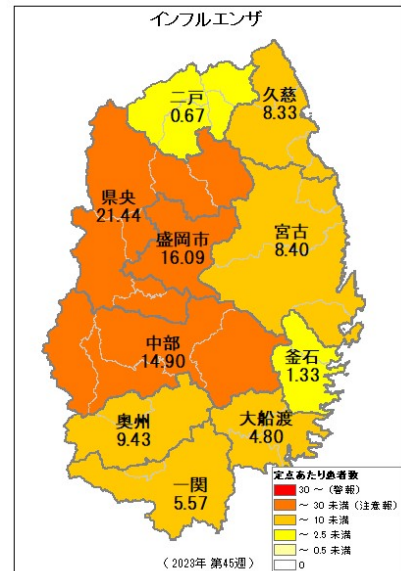 インフルエンザ
二戸
0.67
久慈
8.33
県央
21.44
盛岡市
16.09
宮古
8.40
中部
14.90
釜石
1.33
奥州
9.43
大船渡
4.80
一関
5.57
定点あたり患者数
30 ~ (警報)
~ 30 未満 (注意報)
~ 10 未満
~ 2.5 未満
~ 0.5 未満
0
(2023年 第45週)